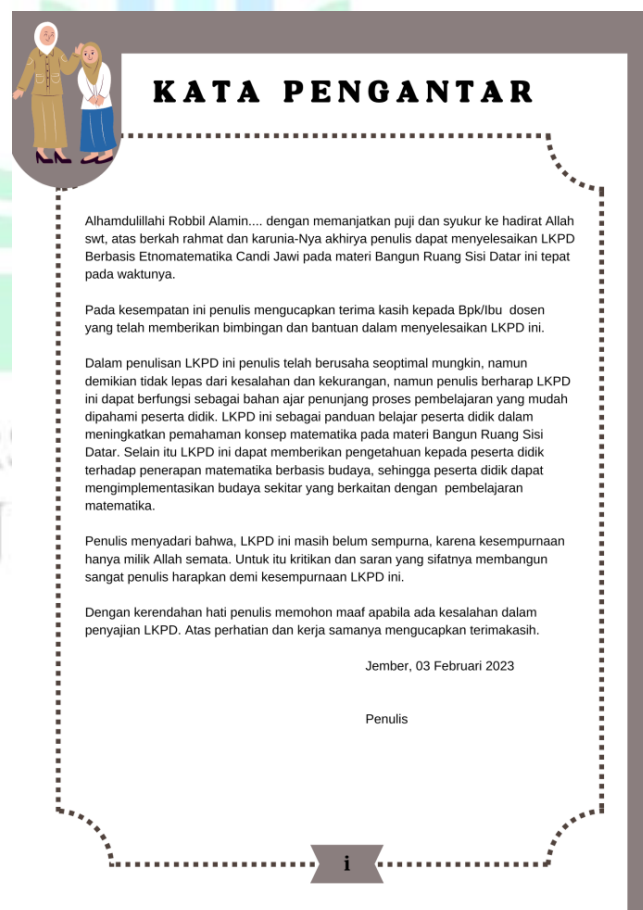 KATA PENGANTAR
Alhamdulillahi Robbil Alamin.... dengan memanjatkan puji dan syukur ke hadirat Allah
swt, atas berkah rahmat dan karunia-Nya akhirya penulis dapat menyelesaikan LKPD
Berbasis Etnomatematika Candi Jawi pada materi Bangun Ruang Sisi Datar ini tepat
pada waktunya.
Pada kesempatan ini penulis mengucapkan terima kasih kepada Bpk/Ibu dosen
yang telah memberikan bimbingan dan bantuan dalam menyelesaikan LKPD ini.
Dalam penulisan LKPD ini penulis telah berusaha seoptimal mungkin, namun
demikian tidak lepas dari kesalahan dan kekurangan, namun penulis berharap LKPD
ini dapat berfungsi sebagai bahan ajar penunjang proses pembelajaran yang mudah
dipahami peserta didik. LKPD ini sebagai panduan belajar peserta didik dalam
meningkatkan pemahaman konsep matematika pada materi Bangun Ruang Sisi
Datar. Selain itu LKPD ini dapat memberikan pengetahuan kepada peserta didik
terhadap penerapan matematika berbasis budaya, sehingga peserta didik dapat
mengimplementasikan budaya sekitar yang berkaitan dengan pembelajaran
matematika.
Penulis menyadari bahwa, LKPD ini masih belum sempurna, karena kesempurnaan
hanya milik Allah semata. Untuk itu kritikan dan saran yang sifatnya membangun
sangat penulis harapkan demi kesempurnaan LKPD ini.
Dengan kerendahan hati penulis memohon maaf apabila ada kesalahan dalam
penyajian LKPD. Atas perhatian dan kerja samanya mengucapkan terimakasih.
Jember, 03 Februari 2023
Penulis
i